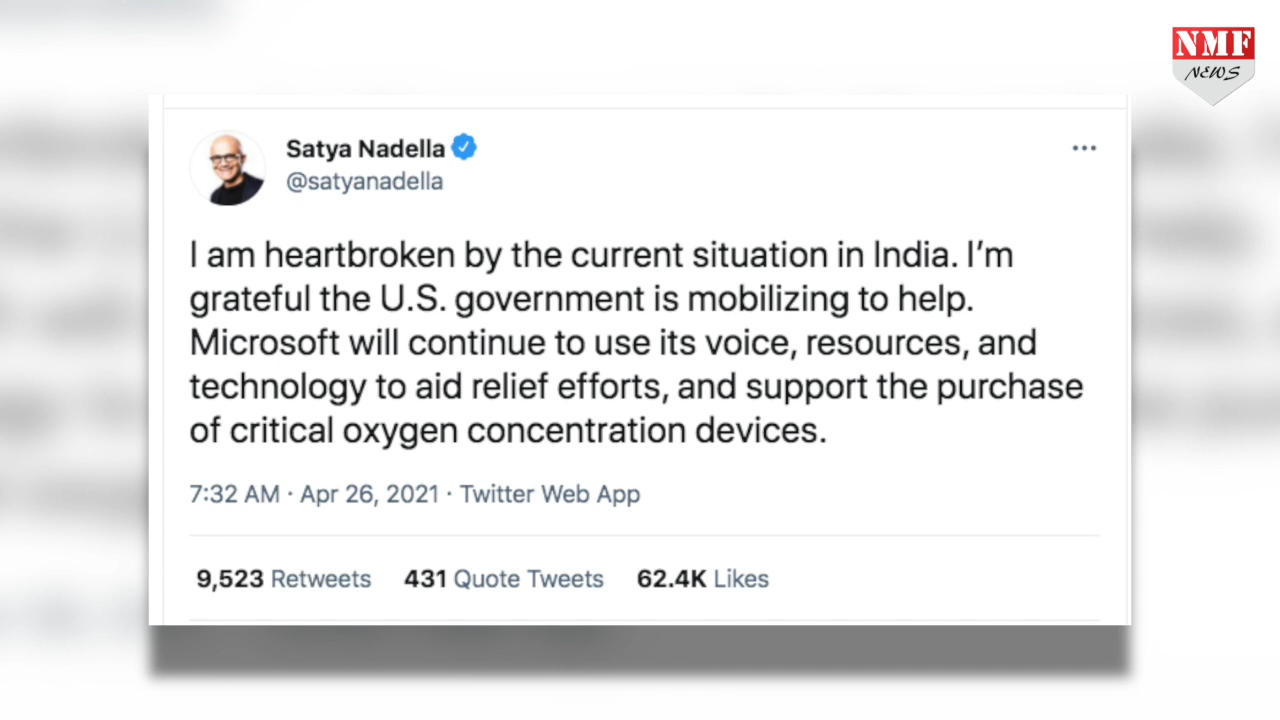 NMF
NEWS
Satya Nadella
@satyanadella
I am heartbroken by the current situation in India. I’m
grateful the U.S. government is mobilizing to help.
Microsoft will continue to use its voice, resources, and
technology to aid relief efforts, and support the purchase
of critical oxygen concentration devices.
7:32 AM · Apr 26, 2021 · Twitter Web App
9,523 Retweets 431 Quote Tweets 62.4K Likes